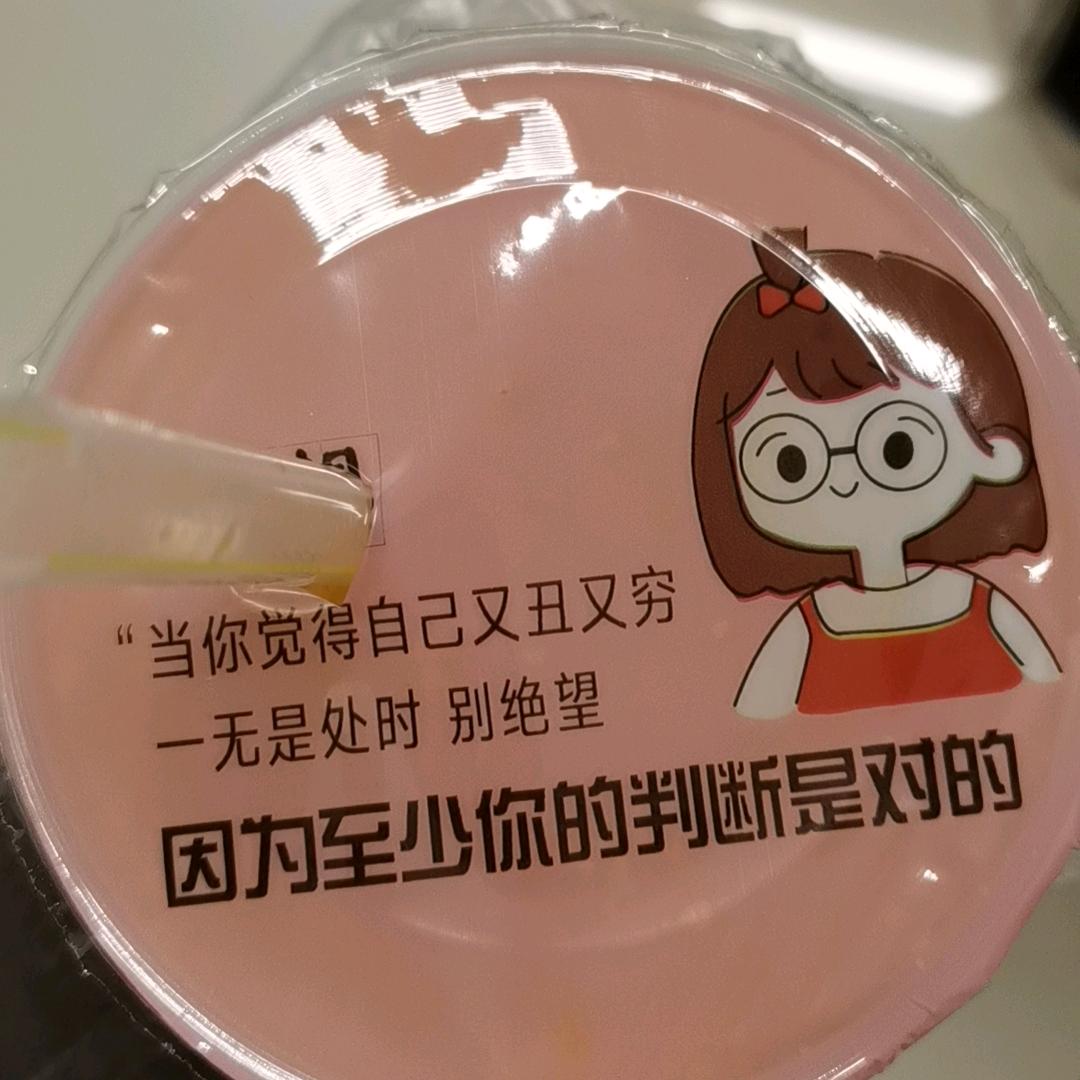 “当你觉得自己又丑又穷
一无是处时 别绝望
因为至少你的判断是对的